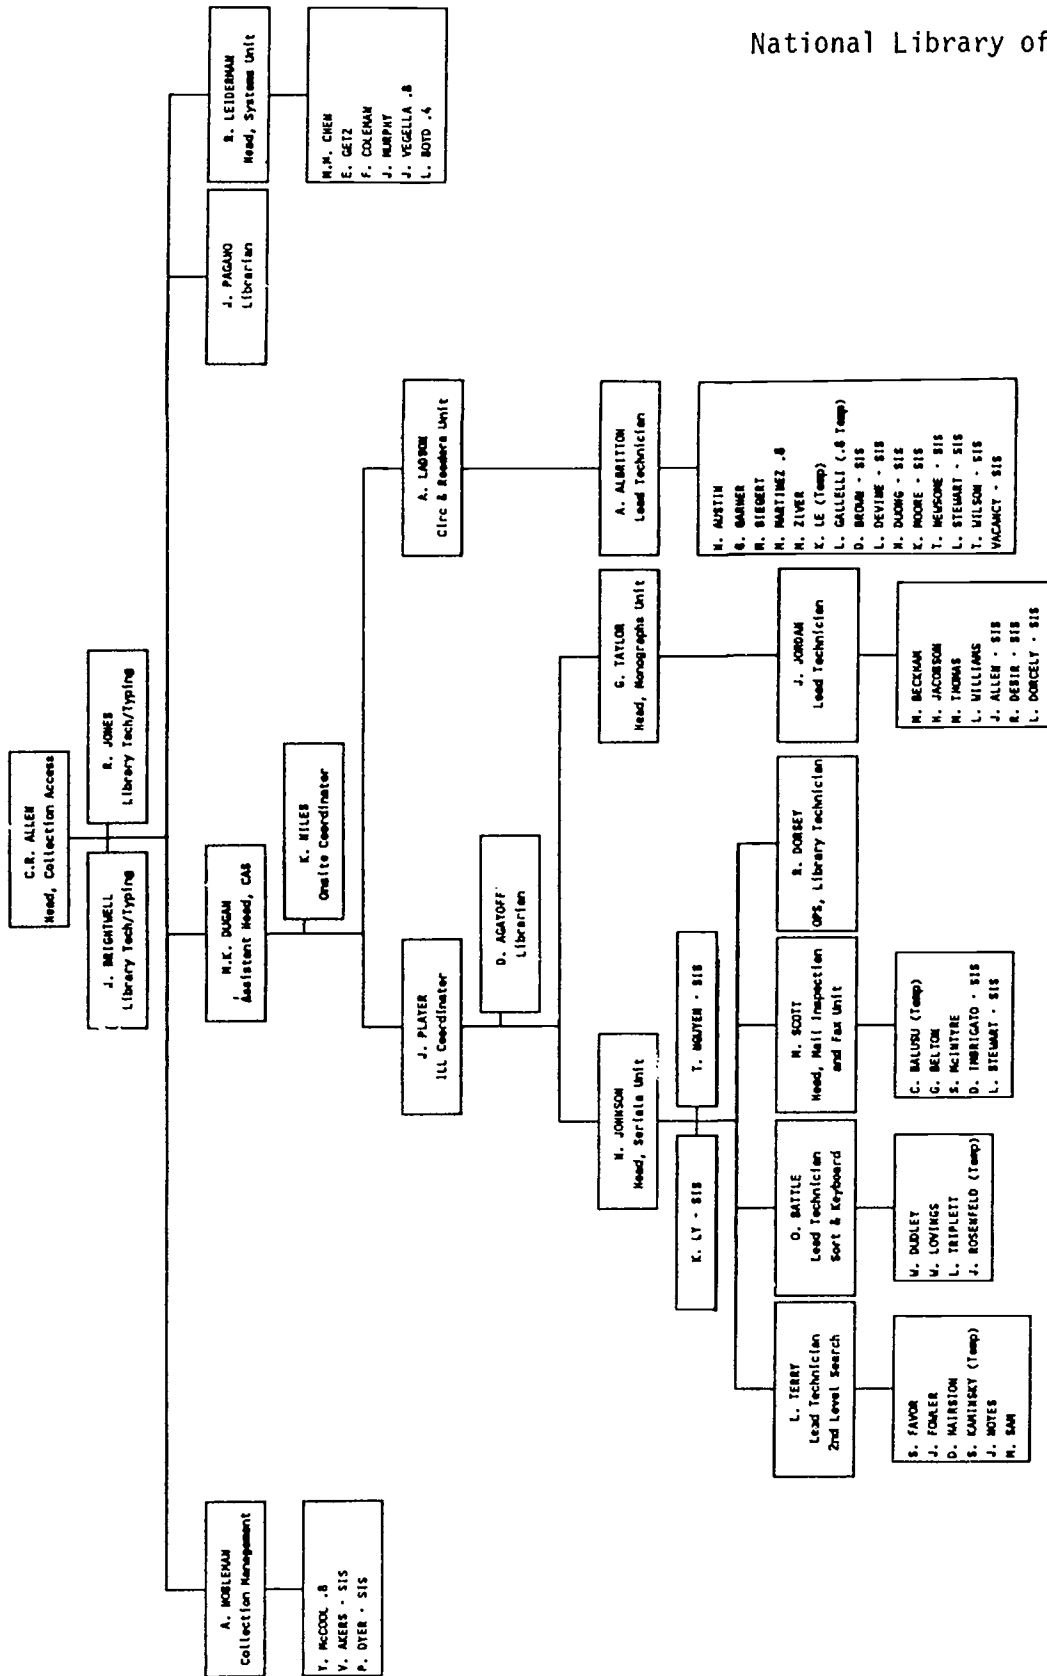 National Library of
C.R. ALLEN
Head, Collection Access
J. BRIGHTWELL
Library Tech/Typing
R. JONES
Library Tech/Typing
A. NOBLEMAN
Collection Management
Y. McCOOL .8
V. AKERS - SIS
P. DYER - SIS
M.K. DUGAN
Assistant Head, CAS
J. PAGANO
Librarian
R. LEIDERMAN
Head, Systems Unit
M.M. CHEN
E. GETZ
F. COLEMAN
J. MURPHY
J. VEGELLA .8
L. BOYD .4
K. NILES
Onsite Coordinator
J. PLAYER
ILL Coordinator
A. LADSON
Circ & Readers Unit
D. AGATOFF
Librarian
A. ALBRITTON
Lead Technician
N. AUSTIN
G. GARNER
M. SIEGERT
M. MARTINEZ .8
M. ZIVER
K. LE (Temp)
L. GALLELLI (.8 Temp)
D. BROWN - SIS
L. DEVINE - SIS
N. DUONG - SIS
K. MOORE - SIS
T. NEWSOME - SIS
L. STEWART - SIS
T. WILSON - SIS
VACANCY - SIS
M. JOHNSON
Head, Serials Unit
G. TAYLOR
Head, Monographs Unit
K. LY - SIS
T. NGUYEN - SIS
L. TERRY
Lead Technician
2nd Level Search
O. BATTLE
Lead Technician
Sort & Keyboard
M. SCOTT
Head, Mail Inspection
and Fax Unit
R. DORSEY
OPS, Library Technician
J. JORDAN
Lead Technician
S. FAVOR
J. FOWLER
D. HAIRSION
S. KAMINSKY (Temp)
J. NOYES
M. SAM
W. DUDLEY
W. LOVINGS
L. TRIPLETT
J. ROSENFELD (Temp)
C. BALUSU (Temp)
G. BELTON
S. McINTYRE
D. IMBRIGATO - SIS
L. STEWART - SIS
M. BECKMAN
M. JACOBSON
M. THOMAS
L. WILLIAMS
J. ALLEN - SIS
R. DESIR - SIS
L. DORCELY - SIS